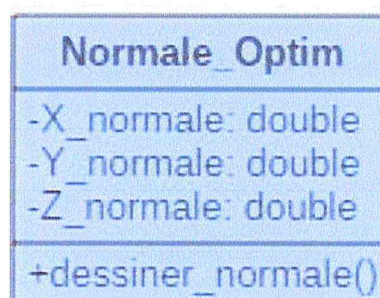 Normale_Optim
-X_normale: double
-Y_normale: double
-Z_normale: double
+dessiner_normale()